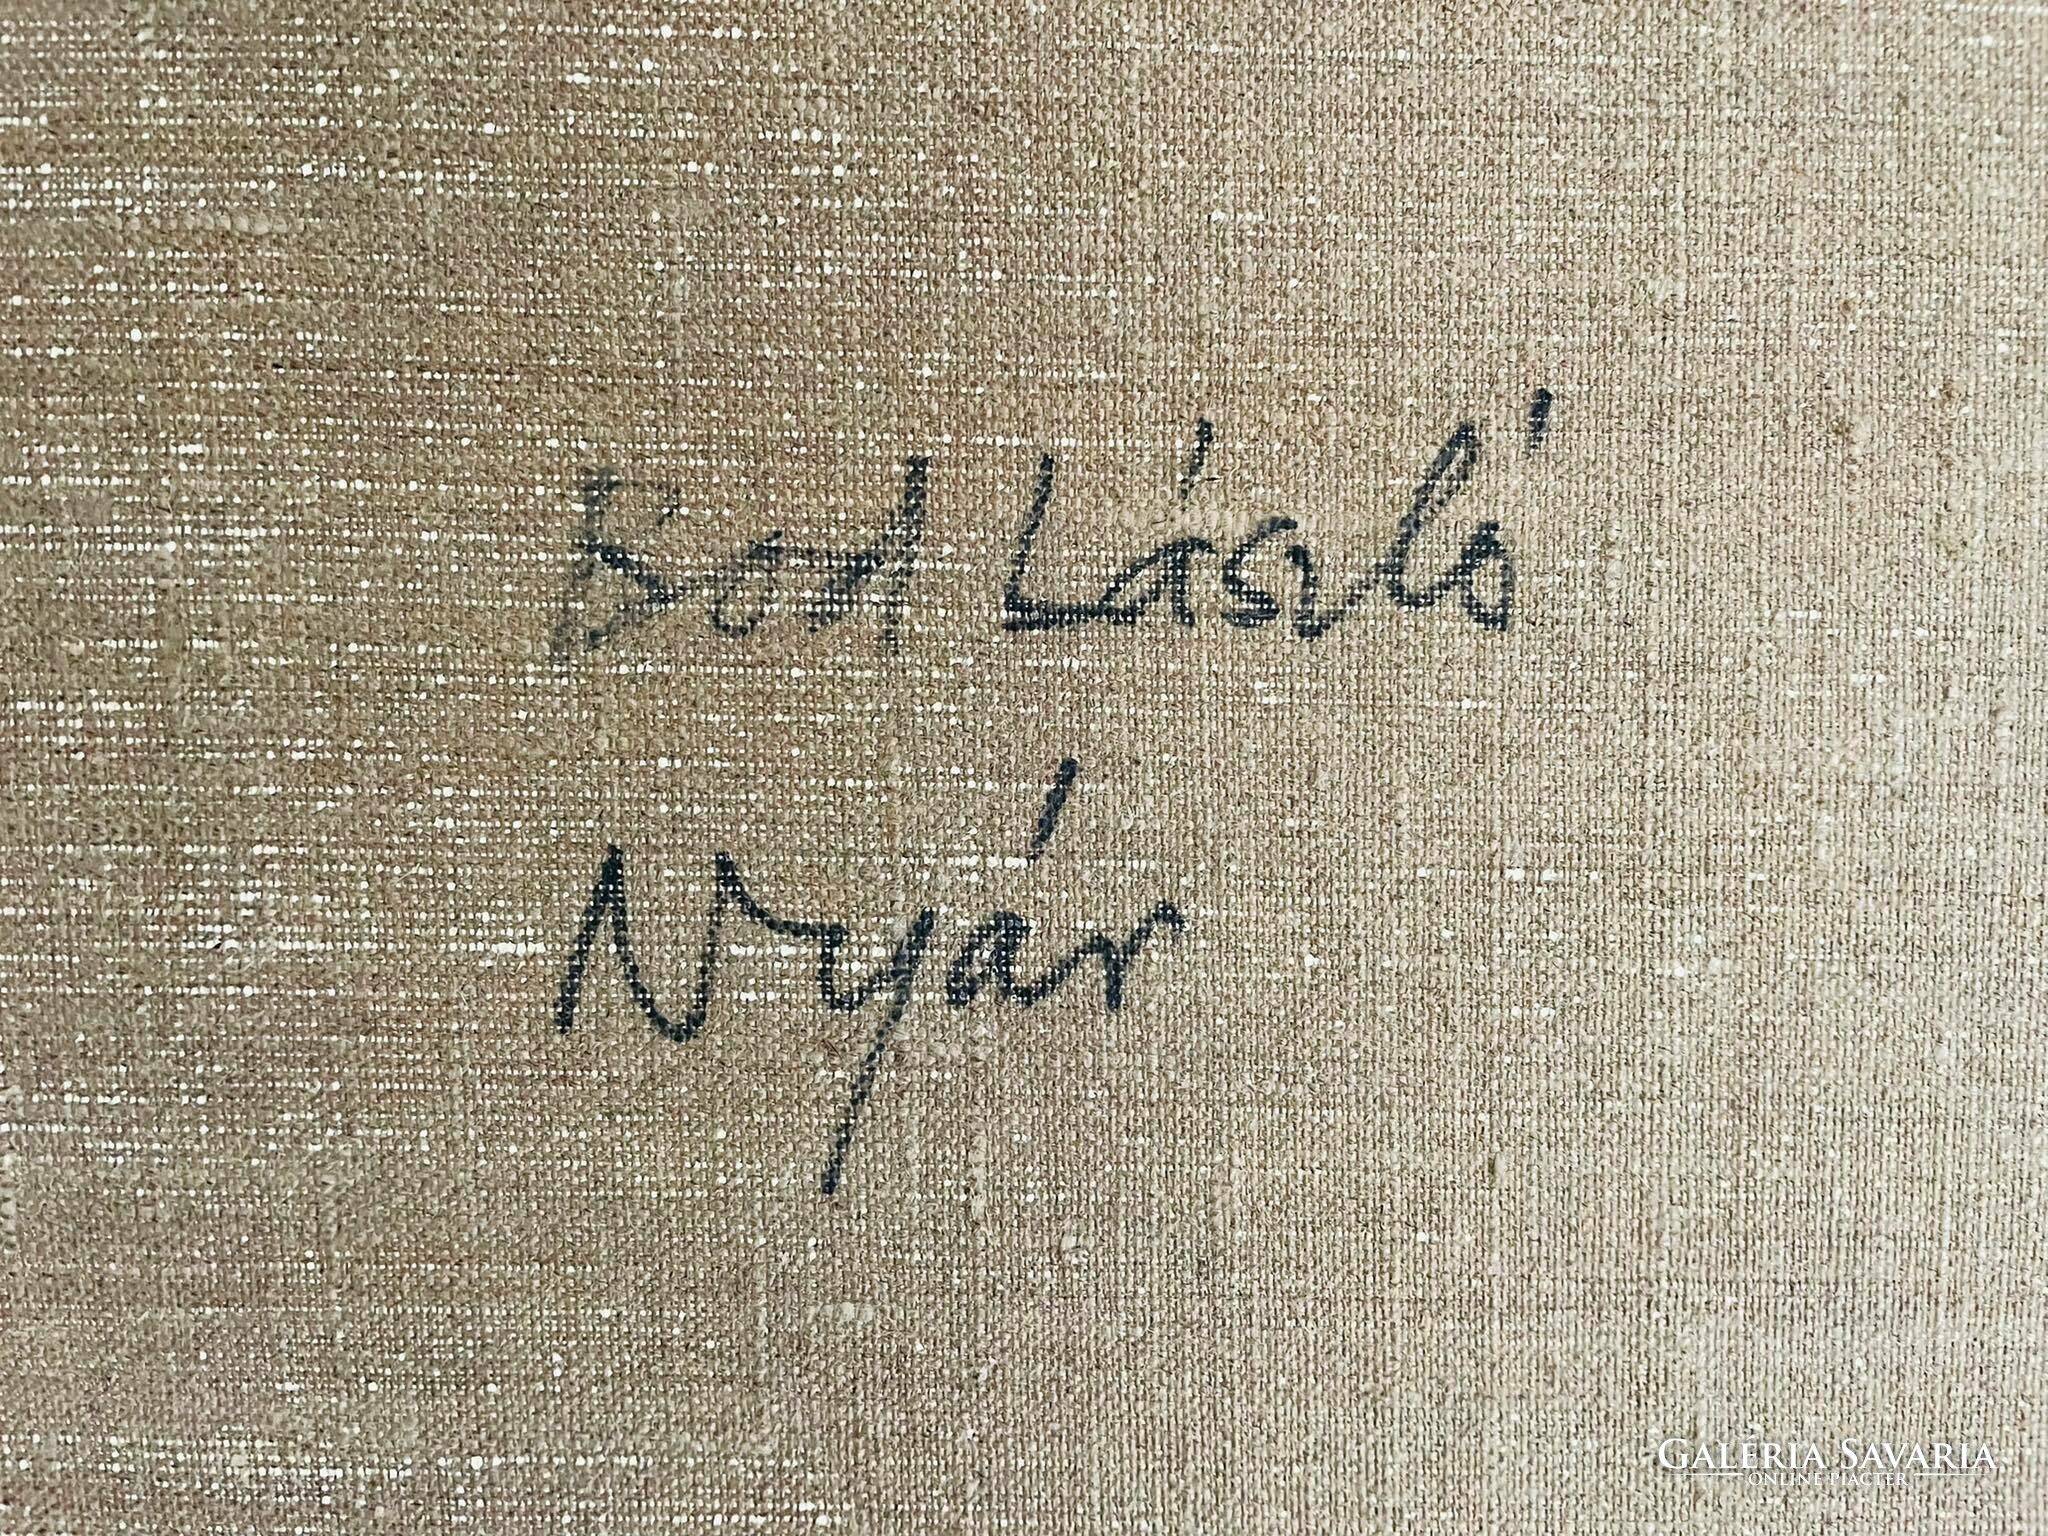 Bod László
Nyár
GALERIA SAVARIA
ONLINE PIACTÉR